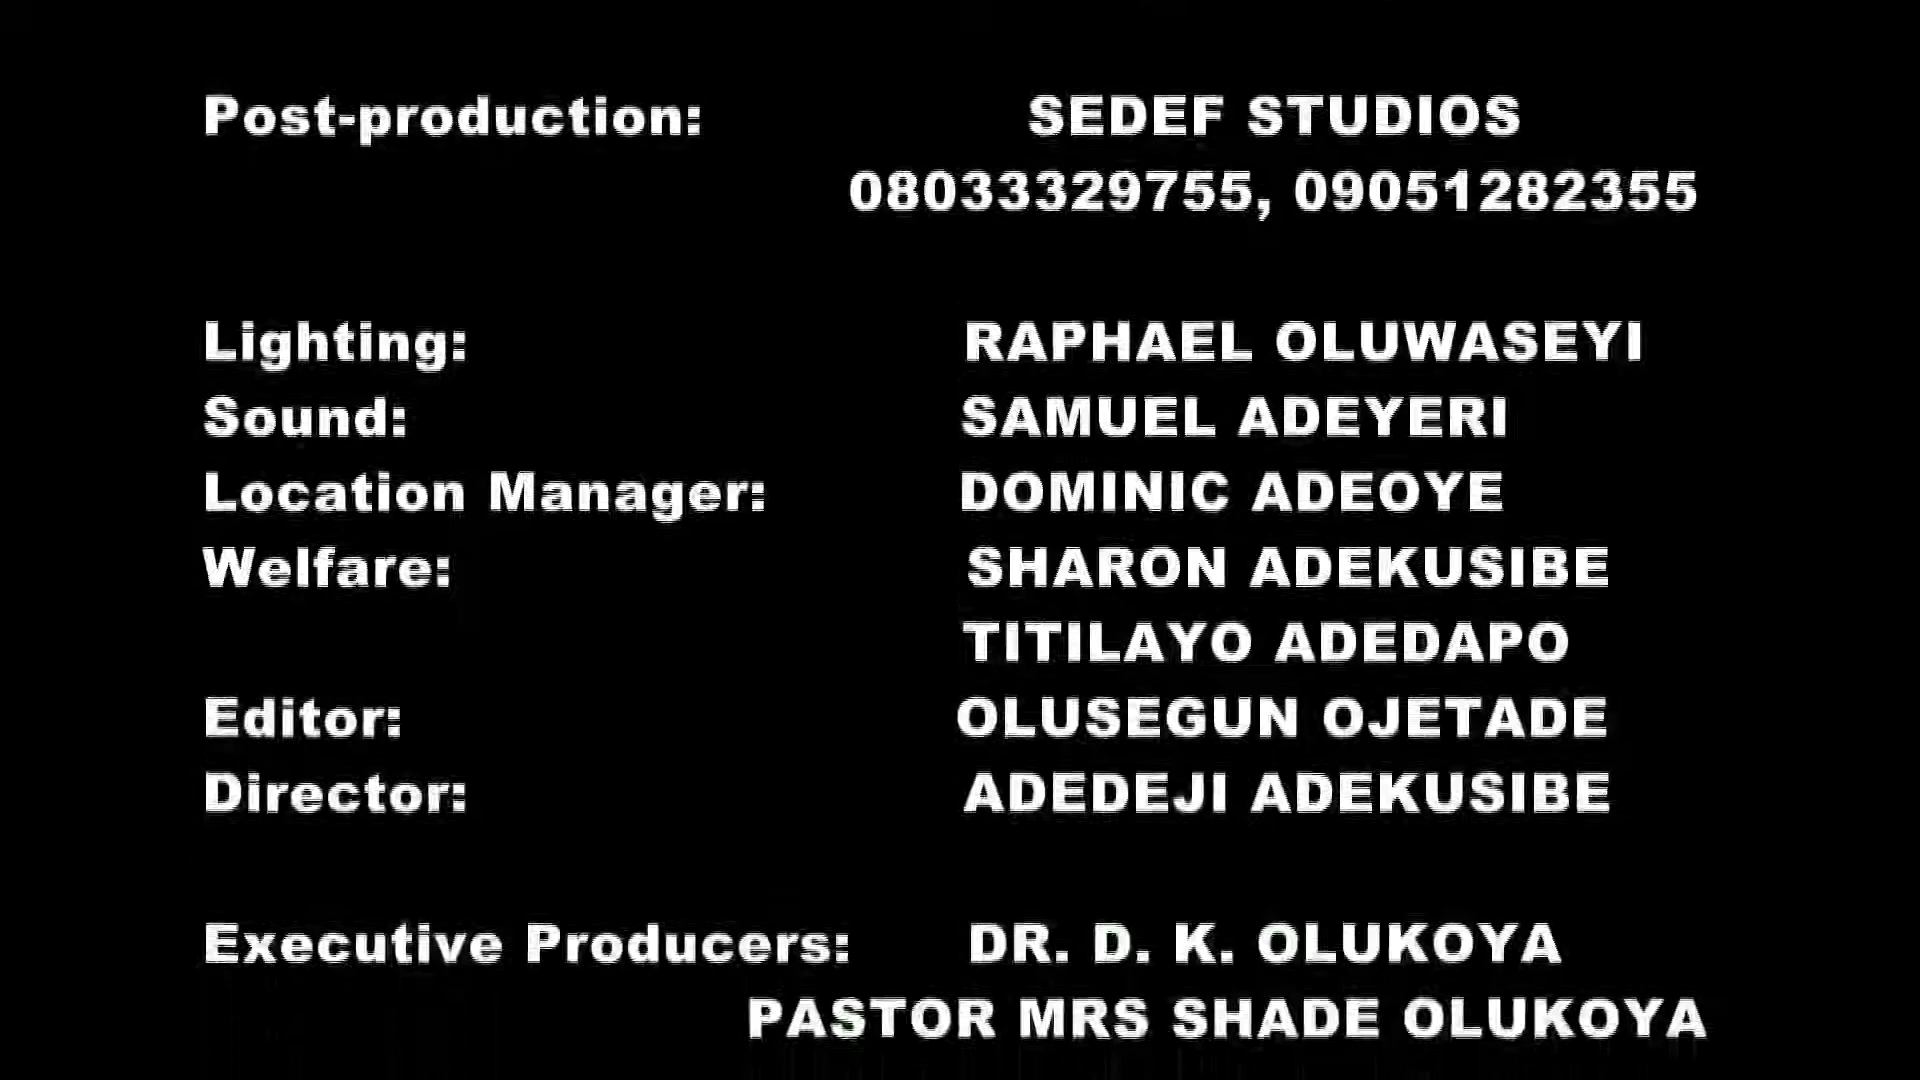 Post-production: SEDEF STUDIOS
08033329755, 09051282355
Lighting: RAPHAEL OLUWASEYI
Sound: SAMUEL ADEYERI
Location Manager: DOMINIC ADEOYE
Welfare: SHARON ADEKUSIBE
TITILAYO ADEDAPO
Editor: OLUSEGUN OJETADE
Director: ADEDEJI ADEKUSIBE
Executive Producers: DR. D. K. OLUKOYA
PASTOR MRS SHADE OLUKOYA